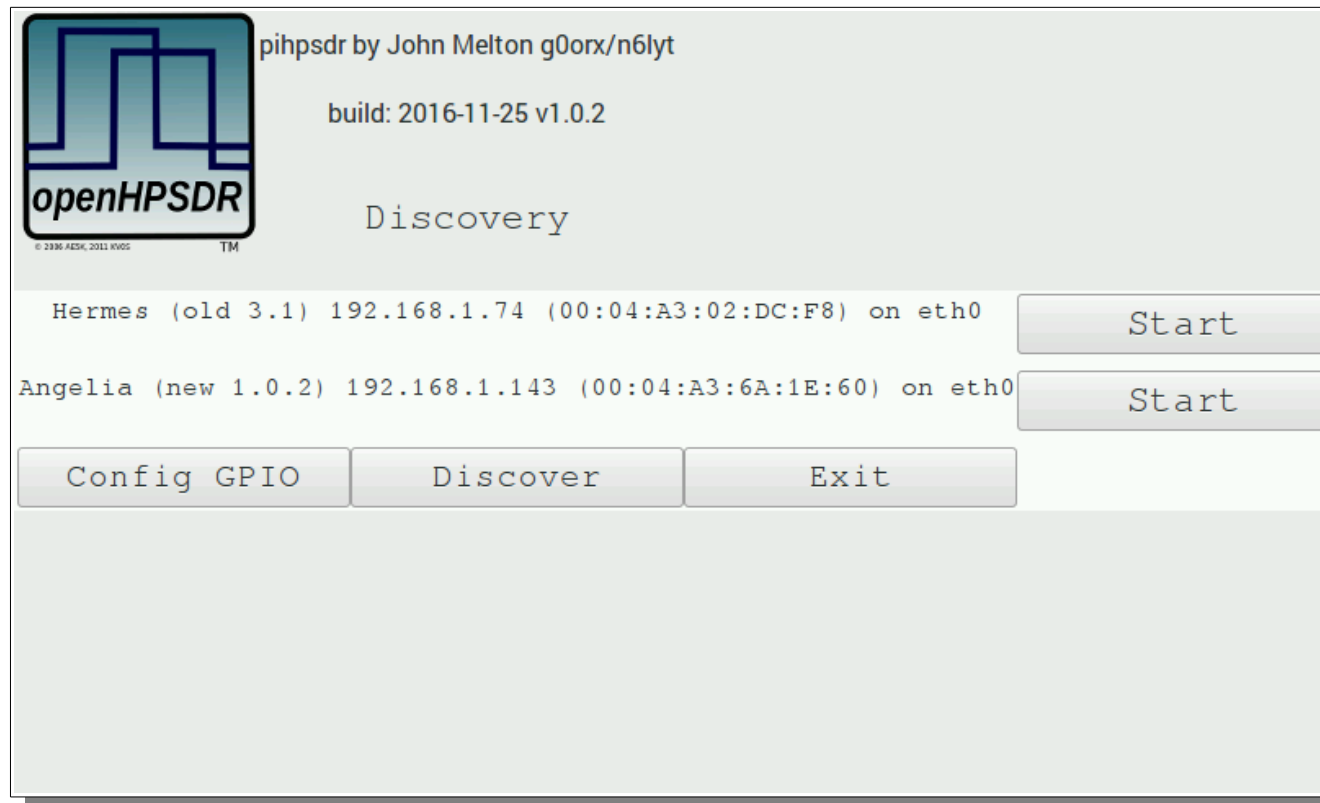 pihpsdr by John Melton g0orx/n6lyt
build: 2016-11-25 v1.0.2
openHPSDR
TM
Discovery
Hermes (old 3.1) 192.168.1.74 (00:04:A3:02:DC:F8) on eth0
Start
Angelia (new 1.0.2) 192.168.1.143 (00:04:A3:6A:1E:60) on eth0
Start
Config GPIO
Discover
Exit